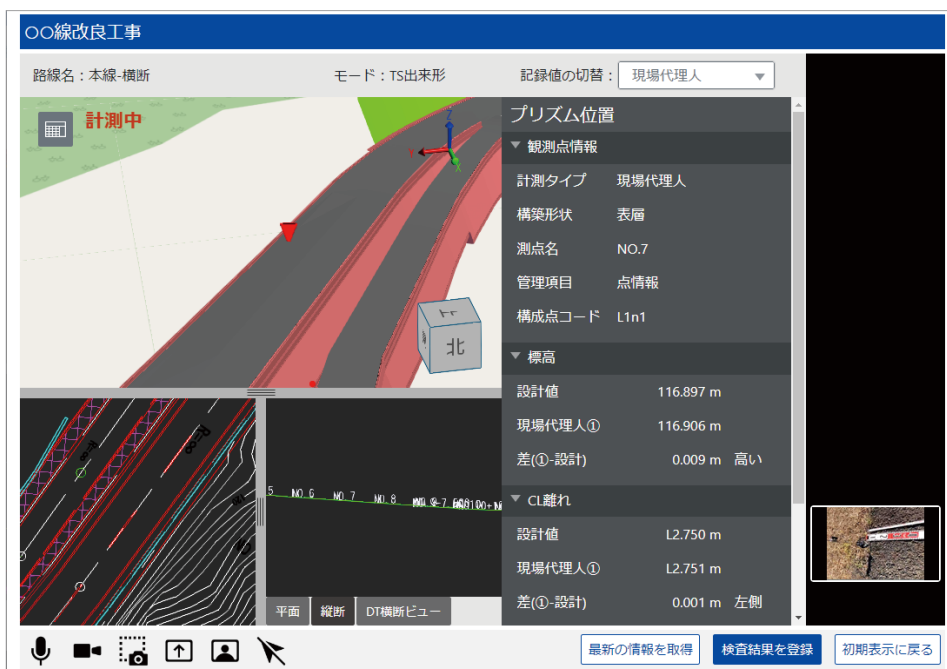 〇〇線改良工事
路線名：本線-横断 モード：TS出来形 記録値の切替： 現場代理人
計測中
Z
Y
X
上
北
プリズム位置
観測点情報
計測タイプ 現場代理人
構築形状 表層
測点名 NO.7
管理項目 点情報
構成点コード L1n1
標高
設計値 116.897 m
現場代理人① 116.906 m
差(①-設計) 0.009 m 高い
CL離れ
設計値 L2.750 m
現場代理人① L2.751 m
差(①-設計) 0.001 m 左側
R=∞
R=∞
5 NO.6 NO.7 NO.8
平面 縦断 DT横断ビュー
最新の情報を取得 検査結果を登録 初期表示に戻る